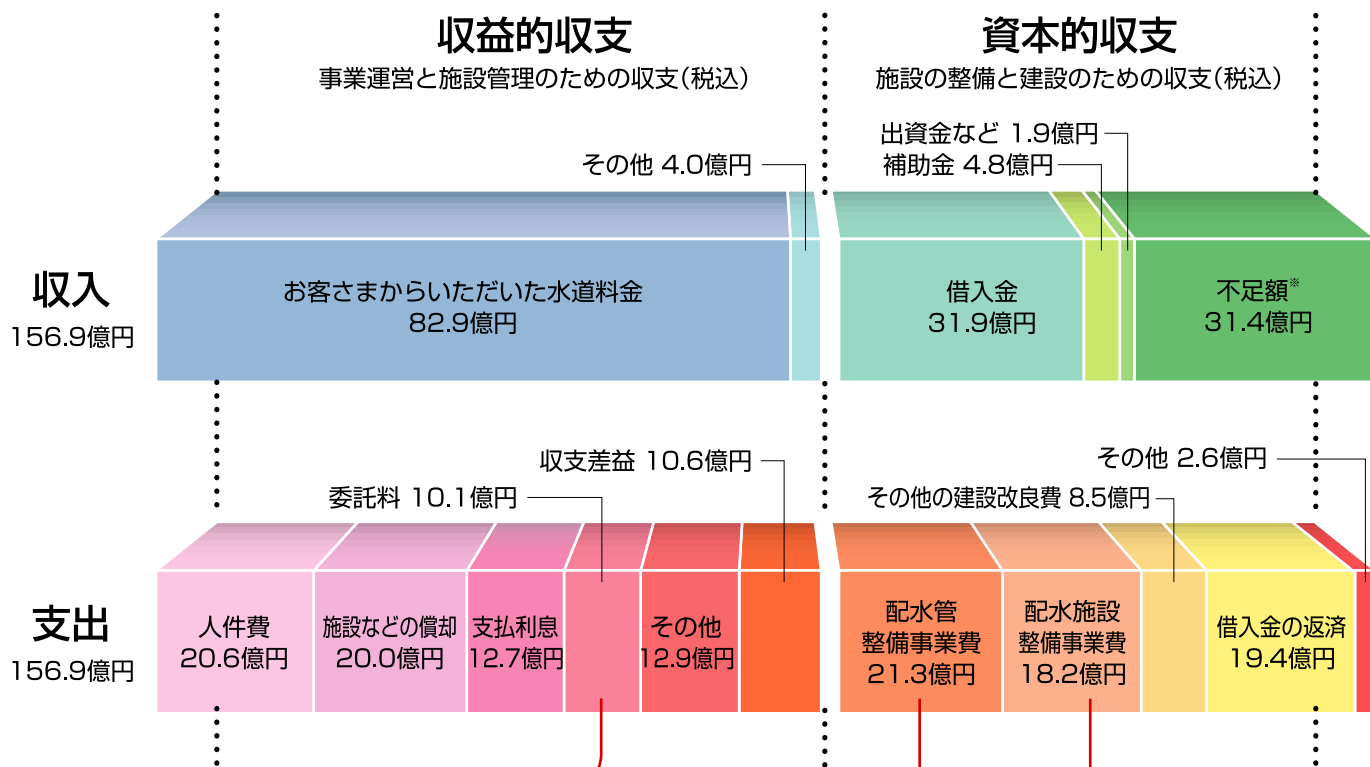 収益的収支
事業運営と施設管理のための収支(税込)
資本的収支
施設の整備と建設のための収支(税込)
出資金など 1.9億円
その他 4.0億円
補助金 4.8億円
収入
156.9億円
お客さまからいただいた水道料金
82.9億円
借入金
31.9億円
不足額※
31.4億円
収支差益 10.6億円
その他 2.6億円
委託料 10.1億円
その他の建設改良費 8.5億円
支出
156.9億円
人件費
20.6億円
施設などの償却
20.0億円
支払利息
12.7億円
その他
12.9億円
配水管
整備事業費
21.3億円
配水施設
整備事業費
18.2億円
借入金の返済
19.4億円